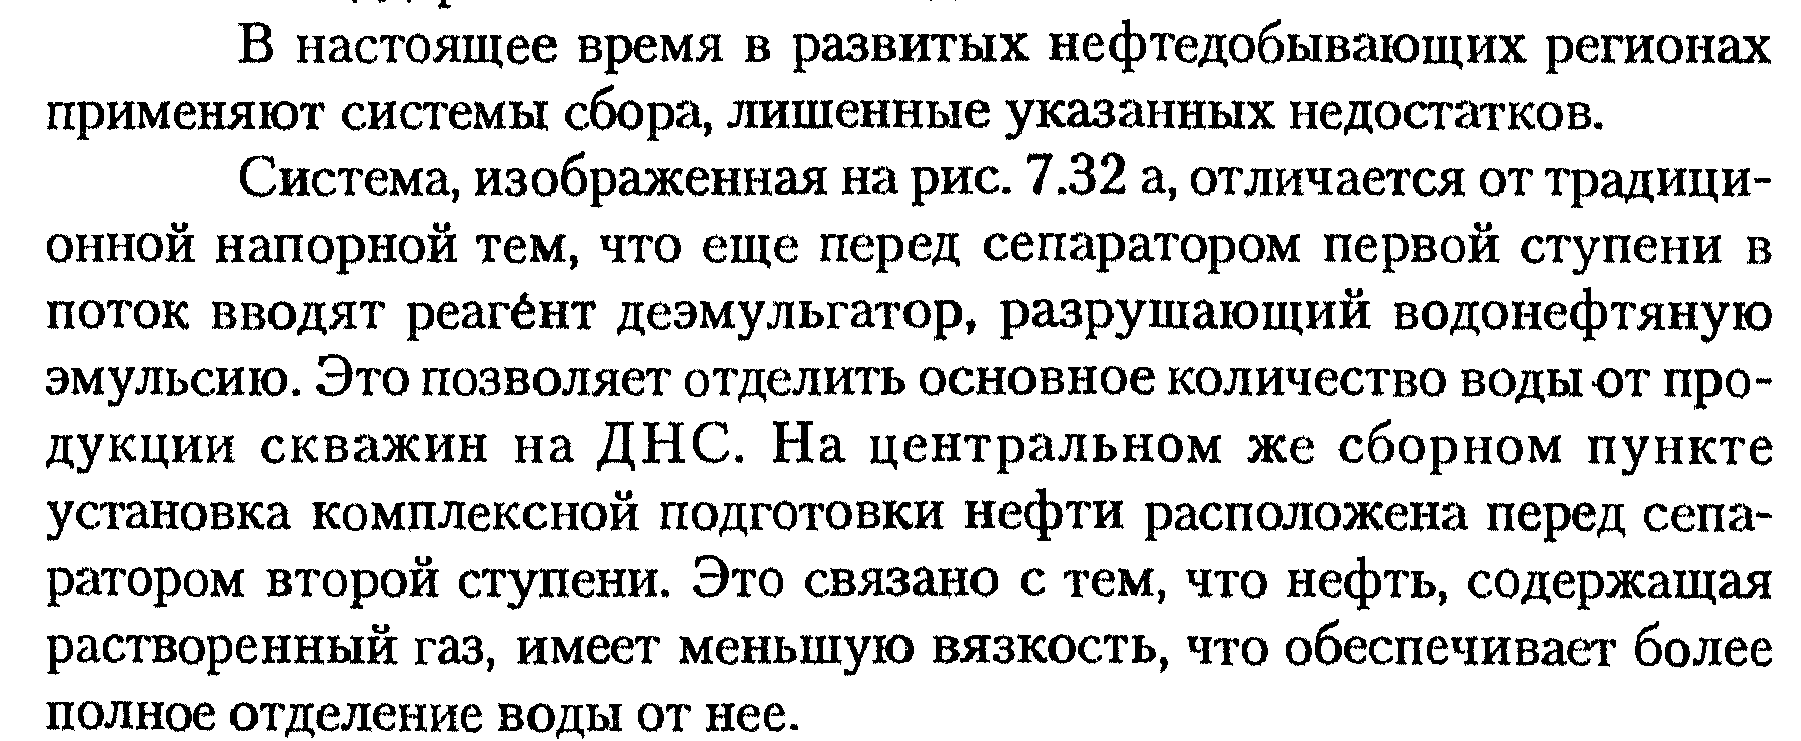 В настоящее время в развитых нефтедобывающих регионах
применяют системы сбора, лишенные указанных недостатков.
Система, изображенная на рис. 7.32 а, отличается от традици-
онной напорной тем, что еще перед сепаратором первой ступени в
поток вводят реагент деэмульгатор, разрушающий водонефтяную
эмульсию. Это позволяет отделить основное количество воды от про-
дукции скважин на ДНС. На центральном же сборном пункте
установка комплексной подготовки нефти расположена перед сепа-
ратором второй ступени. Это связано с тем, что нефть, содержащая
растворенный газ, имеет меньшую вязкость, что обеспечивает более
полное отделение воды от нее.